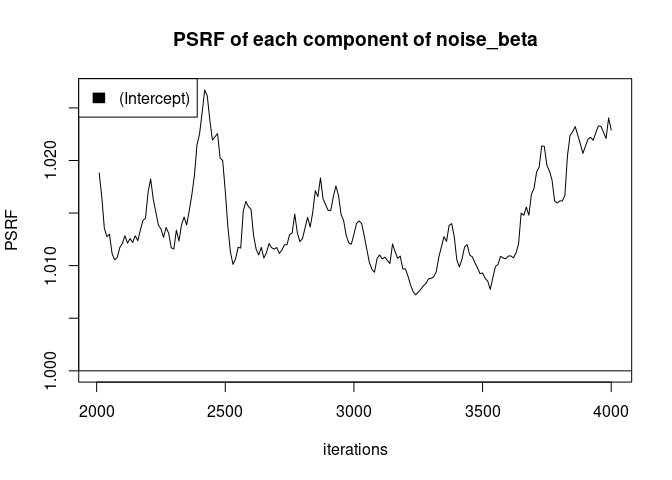 PSRF of each component of noise_beta
(Intercept)
PSRF
1.020
1.010
1.000
2000 2500 3000 3500 4000
iterations